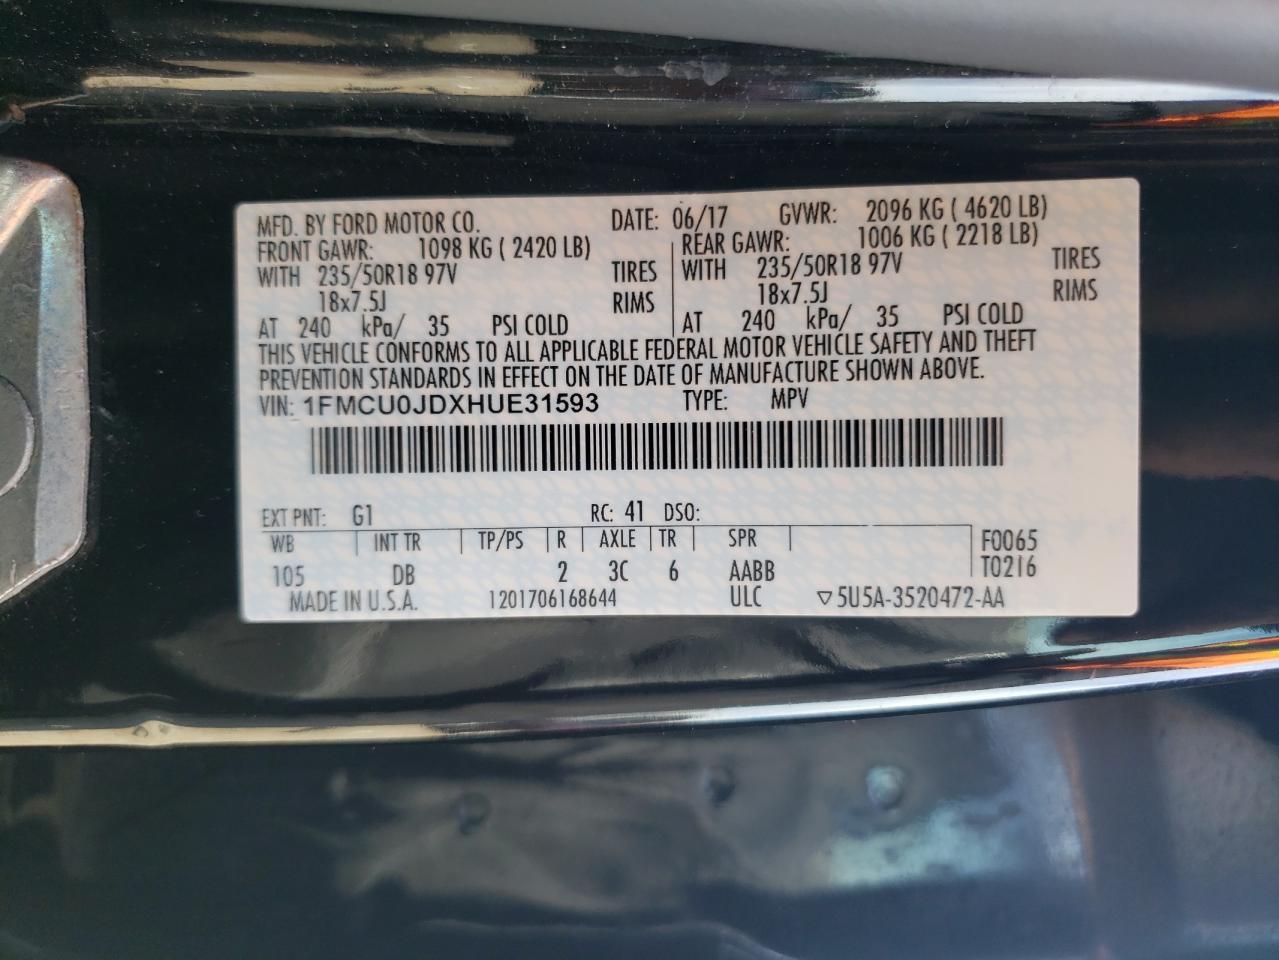 MFD. BY FORD MOTOR CO. DATE: 06/17 GVWR: 2096 KG ( 4620 LB)
FRONT GAWR: 1098 KG ( 2420 LB) REAR GAWR: 1006 KG ( 2218 LB)
WITH 235/50R18 97V TIRES WITH 235/50R18 97V TIRES
18x7.5J RIMS 18x7.5J RIMS
AT 240 kPa/ 35 PSI COLD AT 240 kPa/ 35 PSI COLD
THIS VEHICLE CONFORMS TO ALL APPLICABLE FEDERAL MOTOR VEHICLE SAFETY AND THEFT
PREVENTION STANDARDS IN EFFECT ON THE DATE OF MANUFACTURE SHOWN ABOVE.
VIN: 1FMCU0JDXHUE31593 TYPE: MPV
EXT PNT: G1 RC: 41 DSO:
WB INT TR TP/PS R AXLE TR SPR F0065
105 DB 2 3C 6 AABB T0216
MADE IN U.S.A. 1201706168644 ULC ▽5U5A-3520472-AA